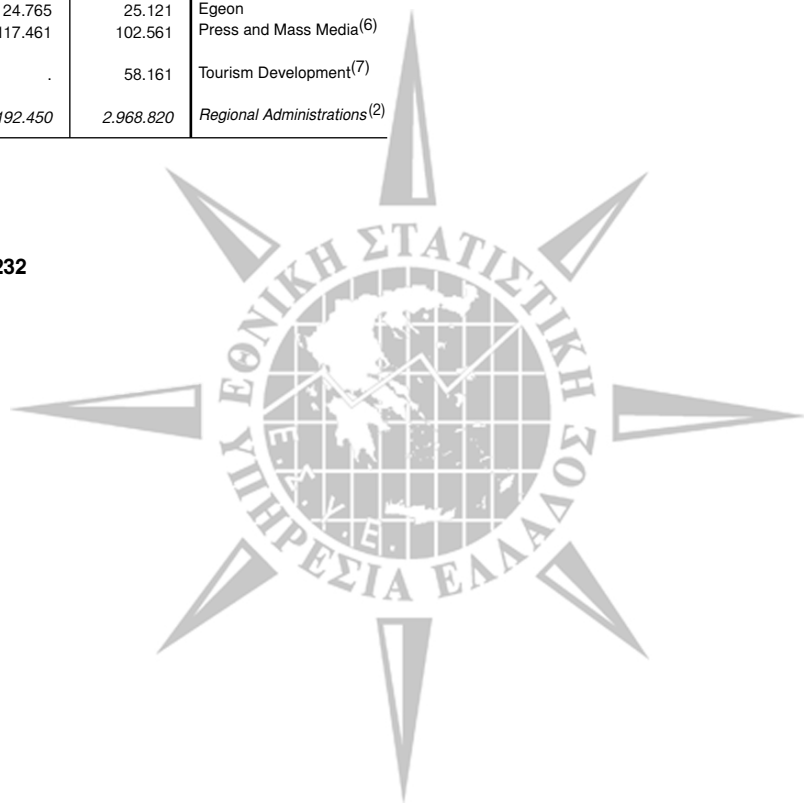 24.765 25.121 Egeon
117.461 102.561 Press and Mass Media(6)
. 58.161 Tourism Development(7)
192.450 2.968.820 Regional Administrations(2)
232
ΕΘΝΙΚΗ ΣΤΑΤΙΣΤΙΚΗ
ΥΠΗΡΕΣΙΑ ΕΛΛΑΔΟΣ
Ε.Σ.Υ.Ε.